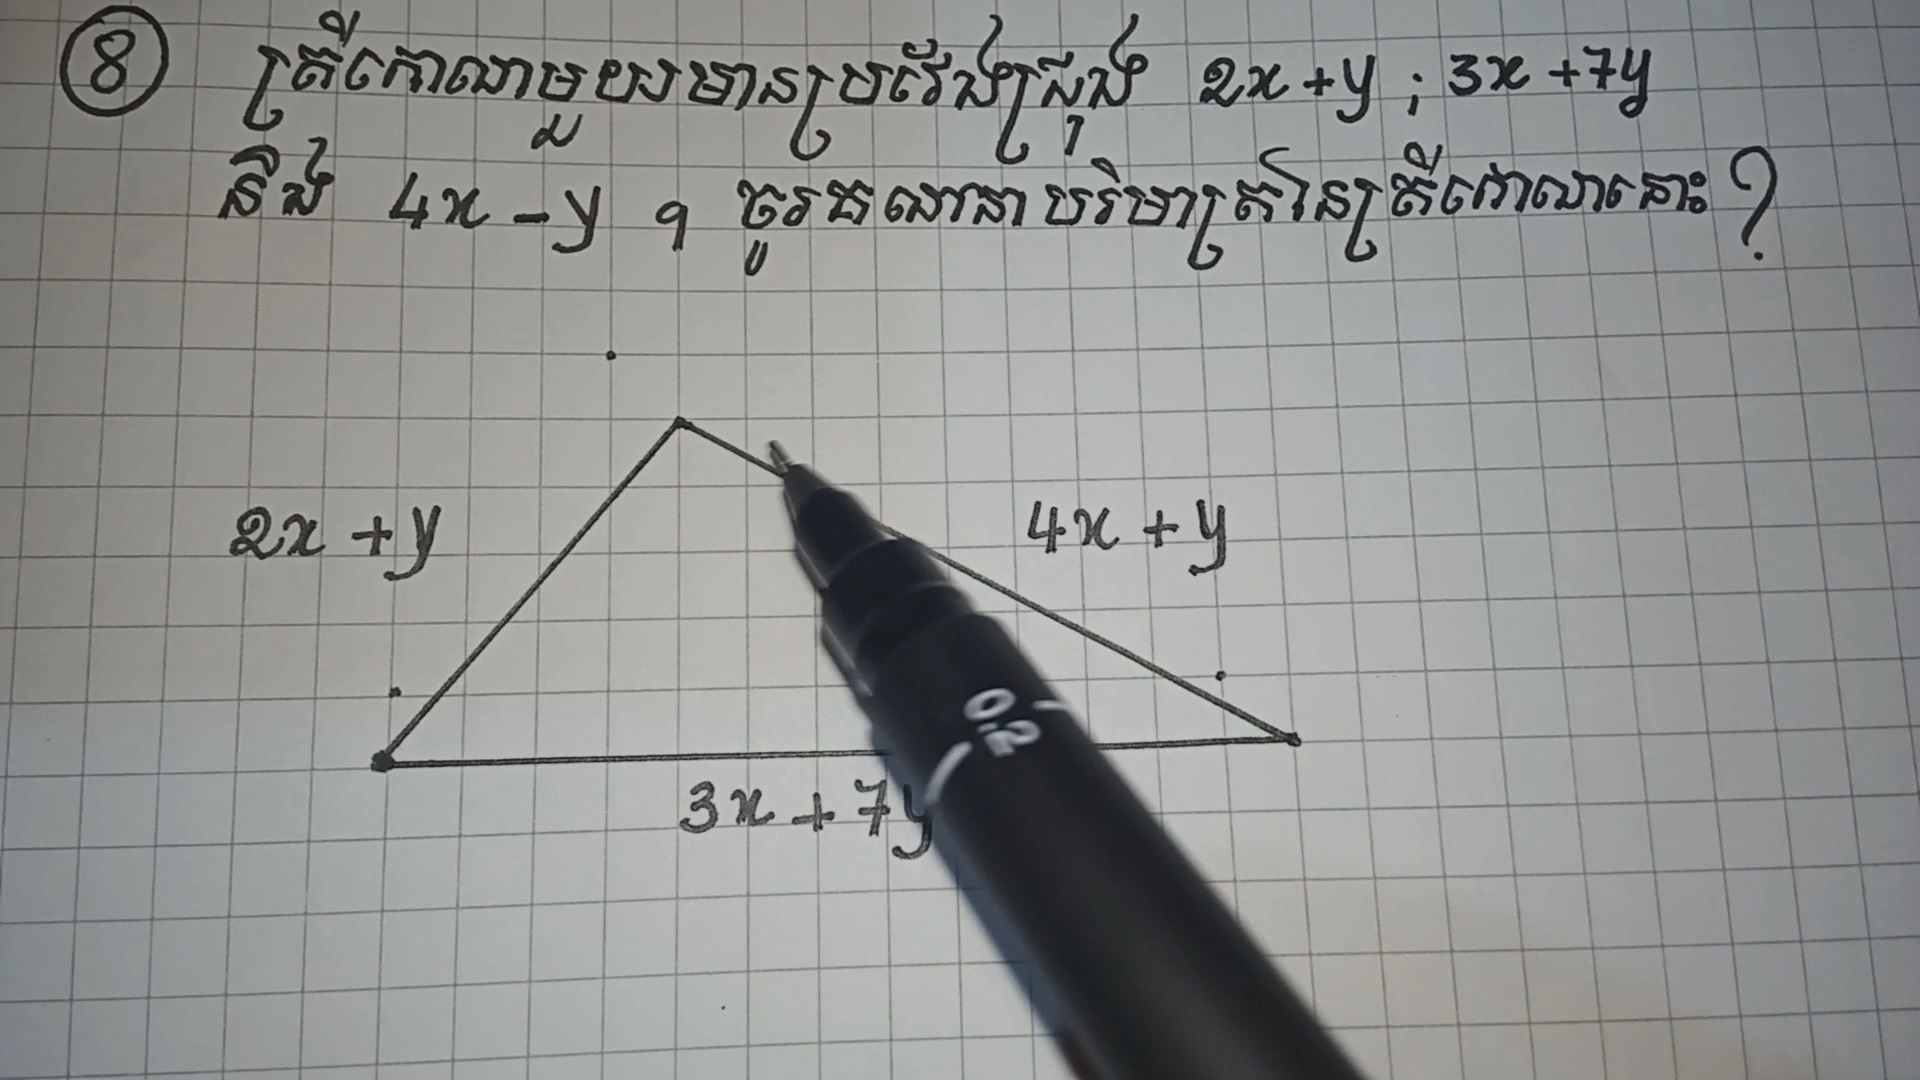 ⑧ ត្រីកោណមួយមានប្រវែងជ្រុង 2x + y ; 3x + 7y
និង 4x - y ។ ចូរគណនាបរិមាត្រនៃត្រីកោណនោះ ?
2x + y
4x + y
3x + 7y
0.2